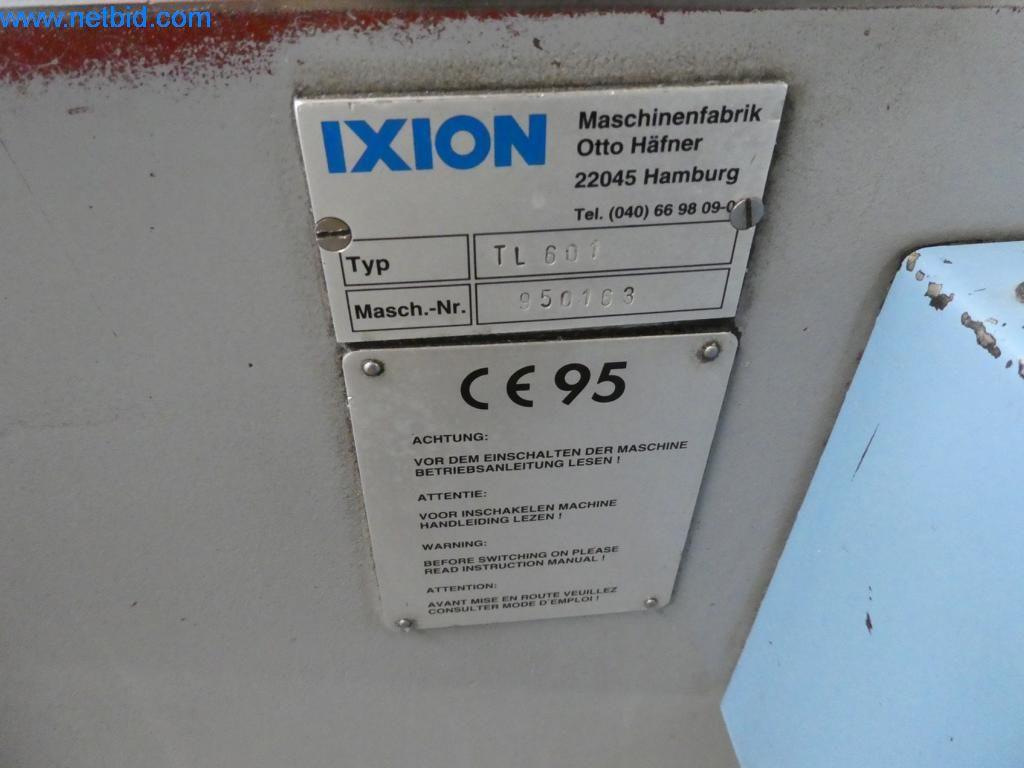 www.netbid.com
IXION
Maschinenfabrik
Otto Häfner
22045 Hamburg
Tel. (040) 66 98 09-0
Typ TL 601
Masch.-Nr. 950163
CE 95
ACHTUNG:
VOR DEM EINSCHALTEN DER MASCHINE
BETRIEBSANLEITUNG LESEN !
ATTENTIE:
VOOR INSCHAKELEN MACHINE
HANDLEIDING LEZEN !
WARNING:
BEFORE SWITCHING ON PLEASE
READ INSTRUCTION MANUAL !
ATTENTION:
AVANT MISE EN ROUTE VEUILLEZ
CONSULTER MODE D'EMPLOI !